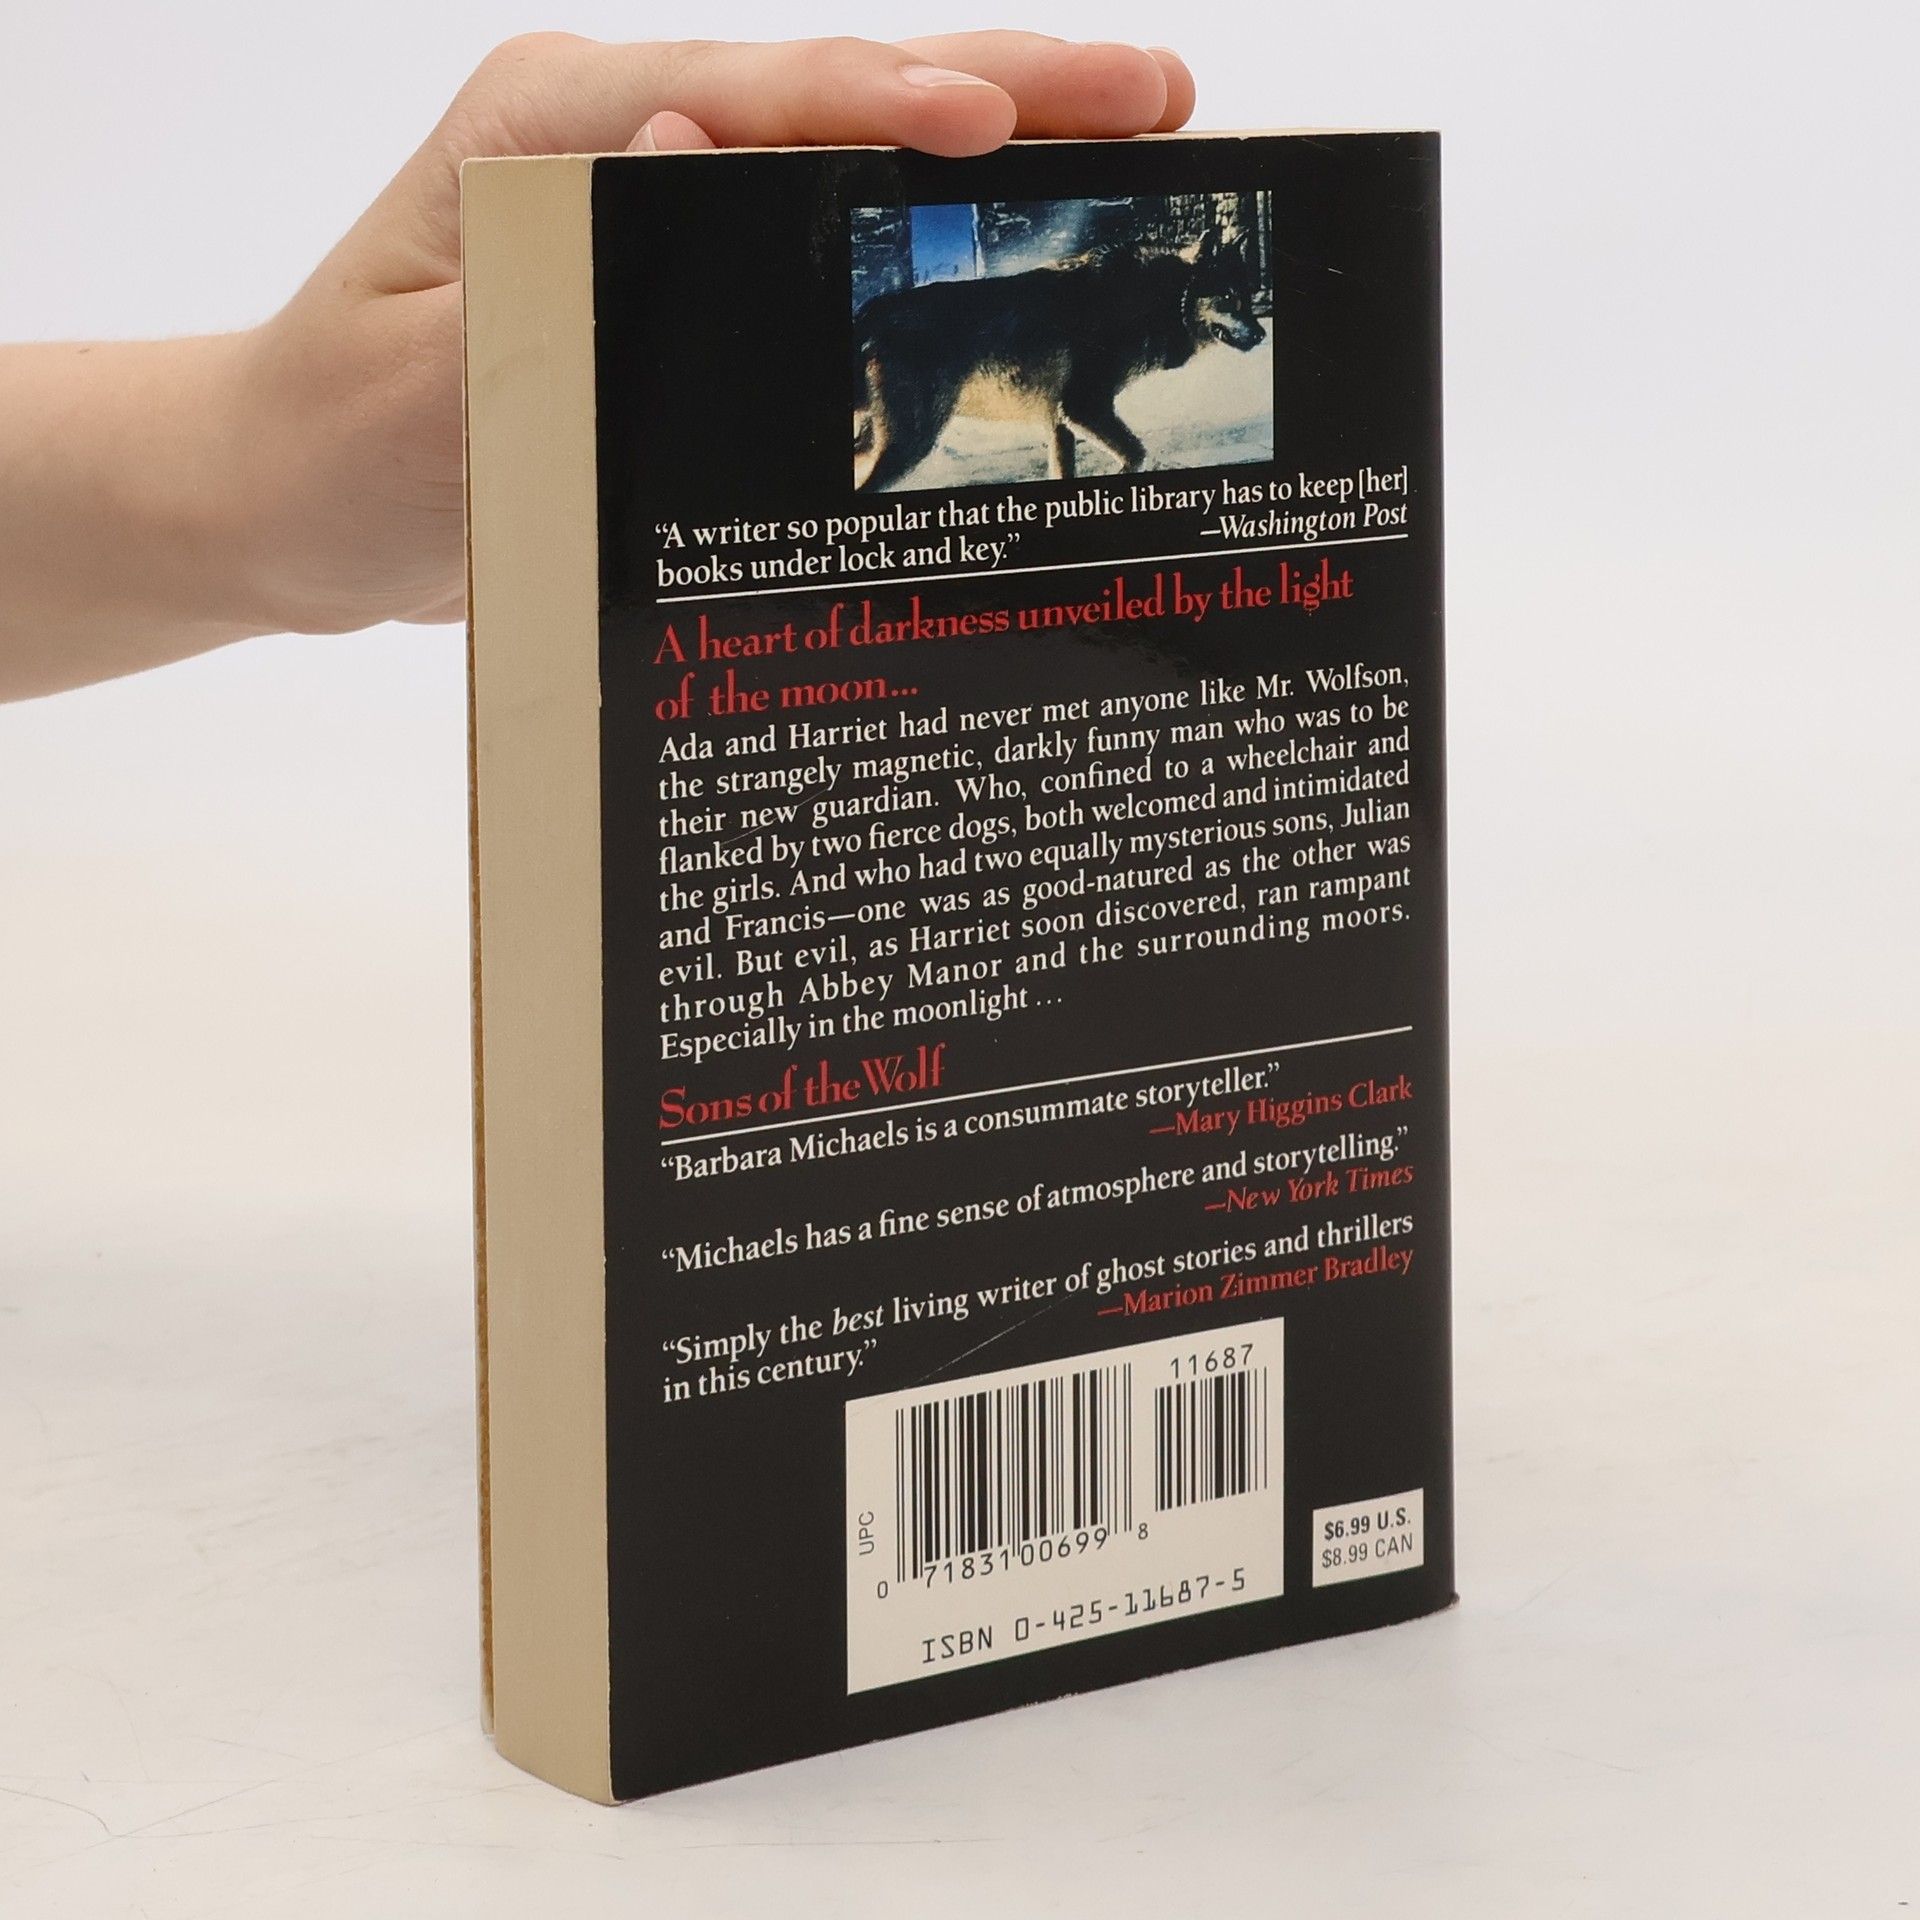 “A writer so popular that the public library has to keep [her]
books under lock and key.” —Washington Post
A heart of darkness unveiled by the light
of the moon...
Ada and Harriet had never met anyone like Mr. Wolfson,
the strangely magnetic, darkly funny man who was to be
their new guardian. Who, confined to a wheelchair and
flanked by two fierce dogs, both welcomed and intimidated
the girls. And who had two equally mysterious sons, Julian
and Francis—one was as good-natured as the other was
evil. But evil, as Harriet soon discovered, ran rampant
through Abbey Manor and the surrounding moors.
Especially in the moonlight ...
Sons of the Wolf
“Barbara Michaels is a consummate storyteller.”
—Mary Higgins Clark
“Michaels has a fine sense of atmosphere and storytelling.”
—New York Times
“Simply the best living writer of ghost stories and thrillers
in this century.” —Marion Zimmer Bradley
11687
UPC
0 71831 00699 8
ISBN 0-425-11687-5
$6.99 U.S.
$8.99 CAN